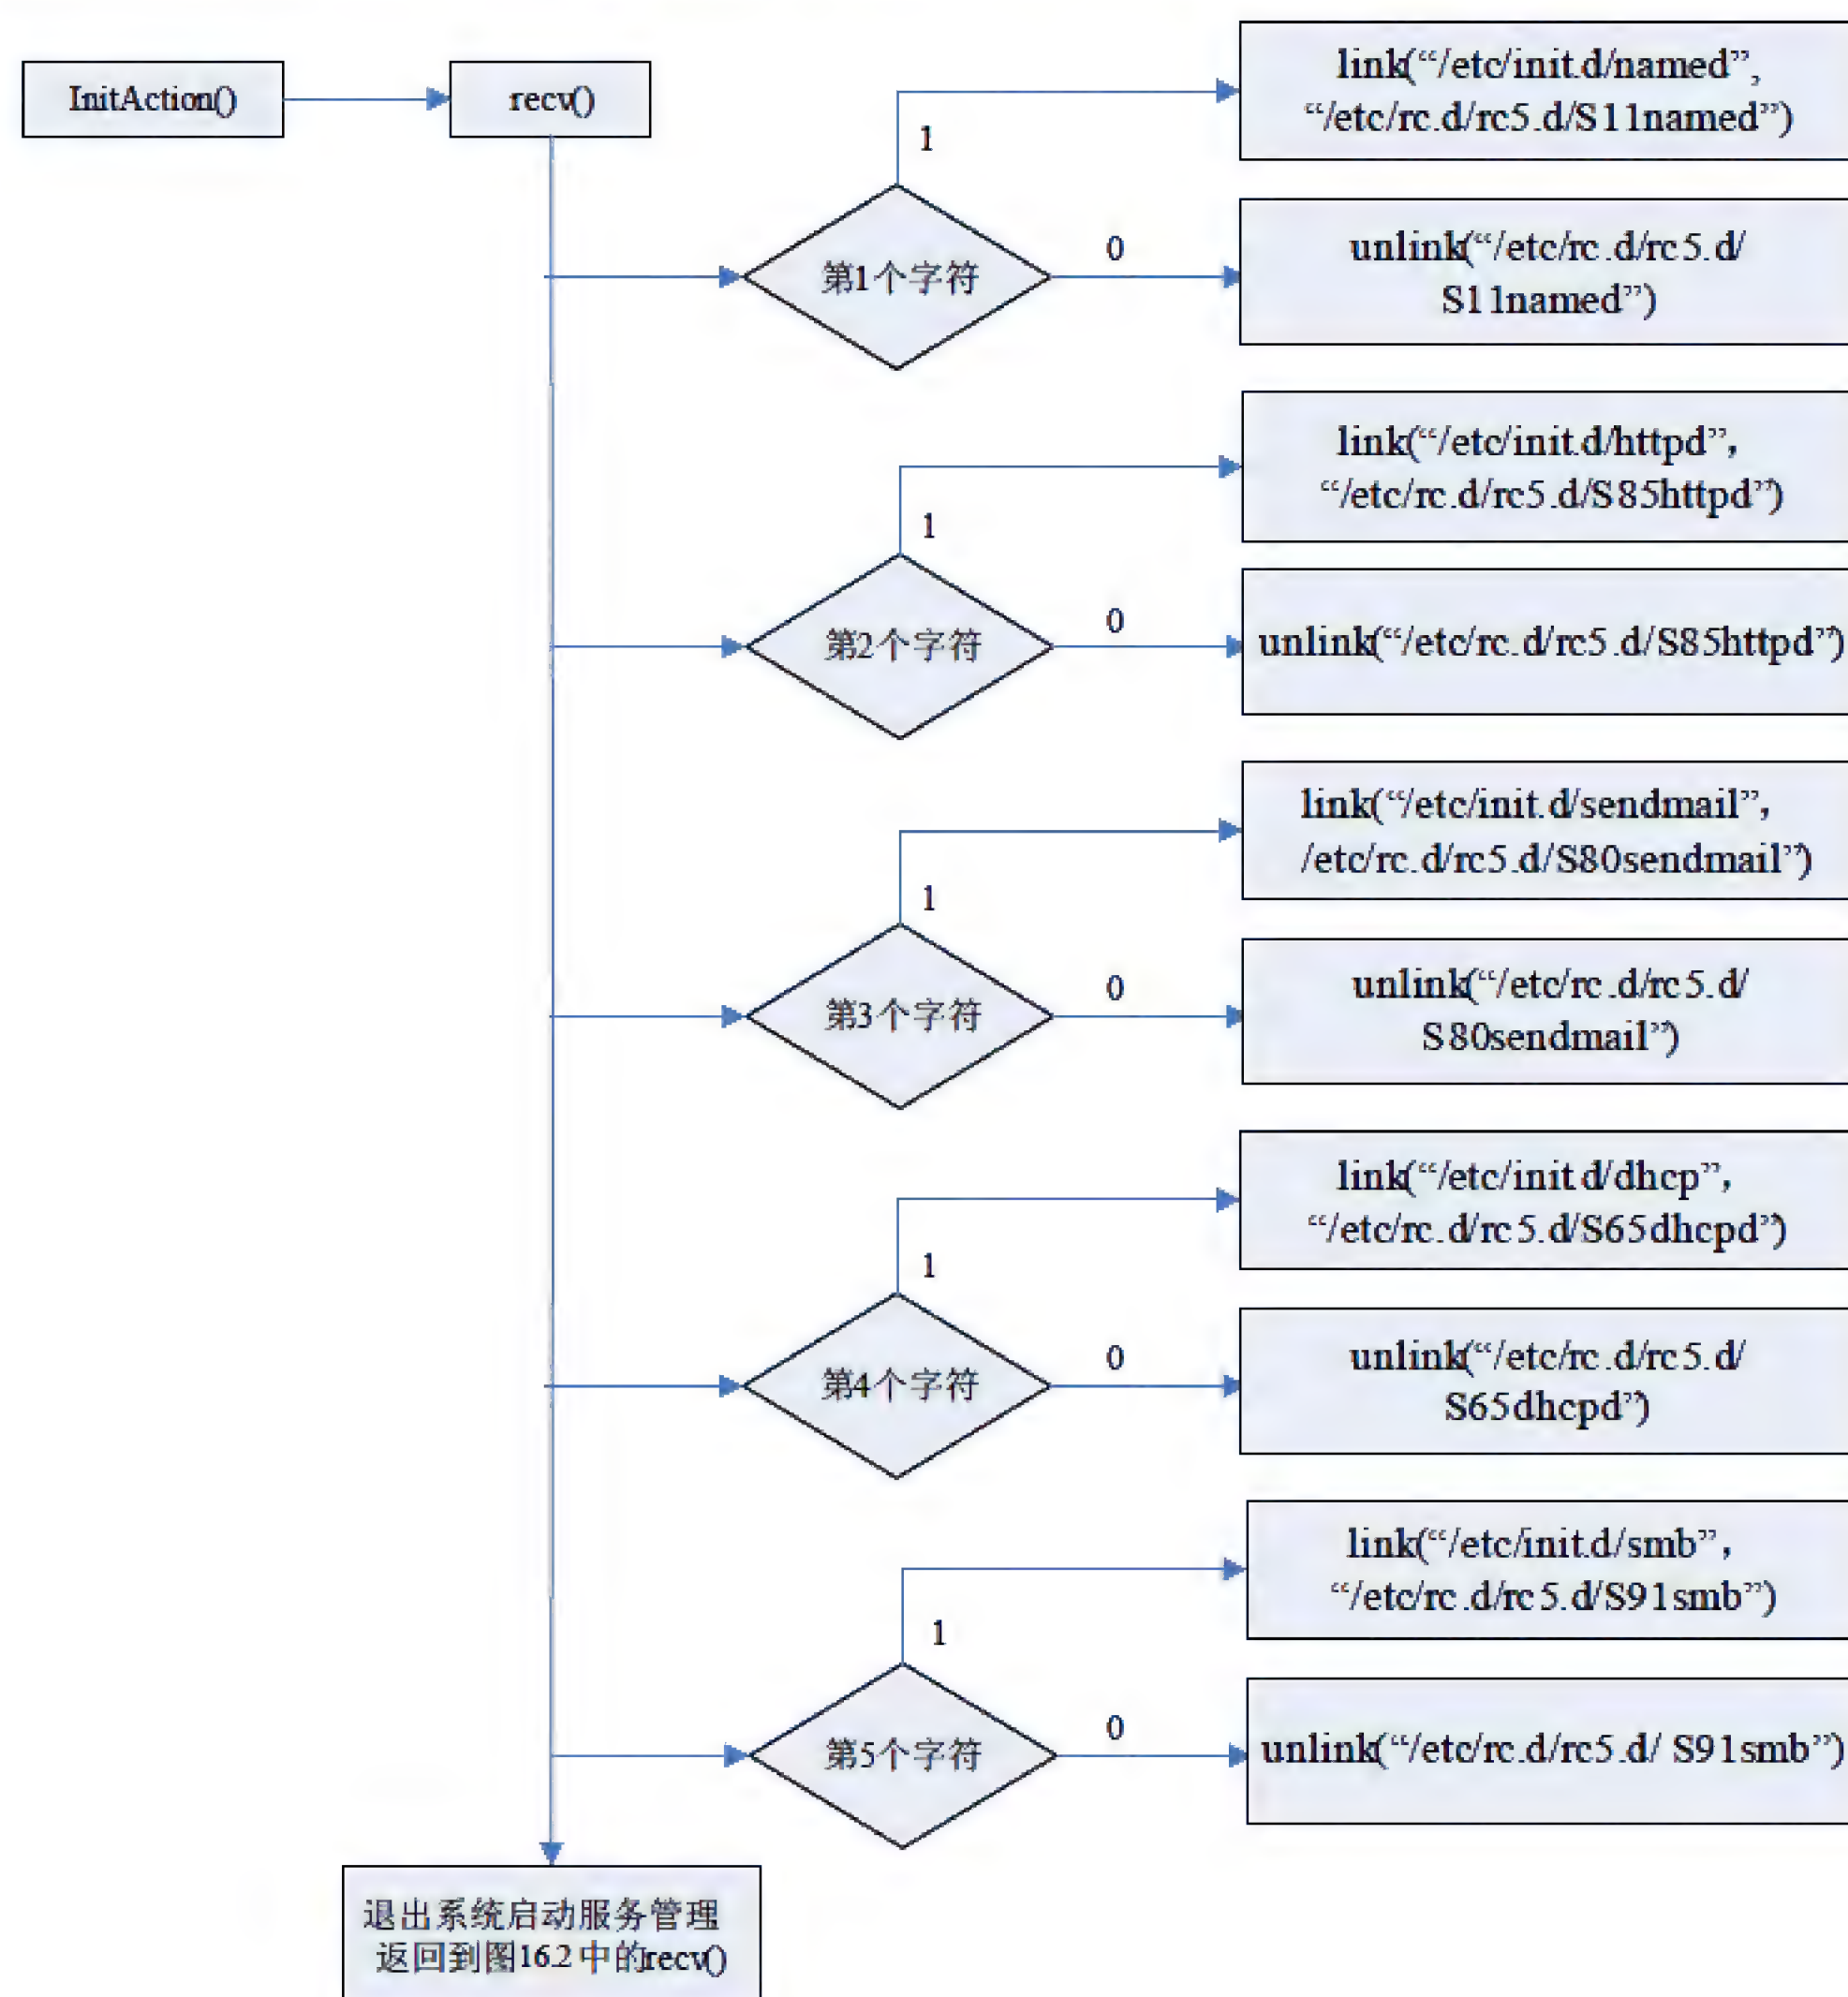 InitAction()
recv()
link(“/etc/init.d/named”,
“/etc/rc.d/rc5.d/S11named”)
1
第1个字符
0
unlink(“/etc/rc.d/rc5.d/
S11named”)
link(“/etc/init.d/httpd”,
“/etc/rc.d/rc5.d/S85httpd”)
1
第2个字符
0
unlink(“/etc/rc.d/rc5.d/S85httpd”)
link(“/etc/init.d/sendmail”,
/etc/rc.d/rc5.d/S80sendmail”)
1
第3个字符
0
unlink(“/etc/rc.d/rc5.d/
S80sendmail”)
link(“/etc/init.d/dhcp”,
“/etc/rc.d/rc5.d/S65dhcpd”)
1
第4个字符
0
unlink(“/etc/rc.d/rc5.d/
S65dhcpd”)
link(“/etc/init.d/smb”,
“/etc/rc.d/rc5.d/S91smb”)
1
第5个字符
0
unlink(“/etc/rc.d/rc5.d/ S91smb”)
退出系统启动服务管理
返回到图16.2中的recv()